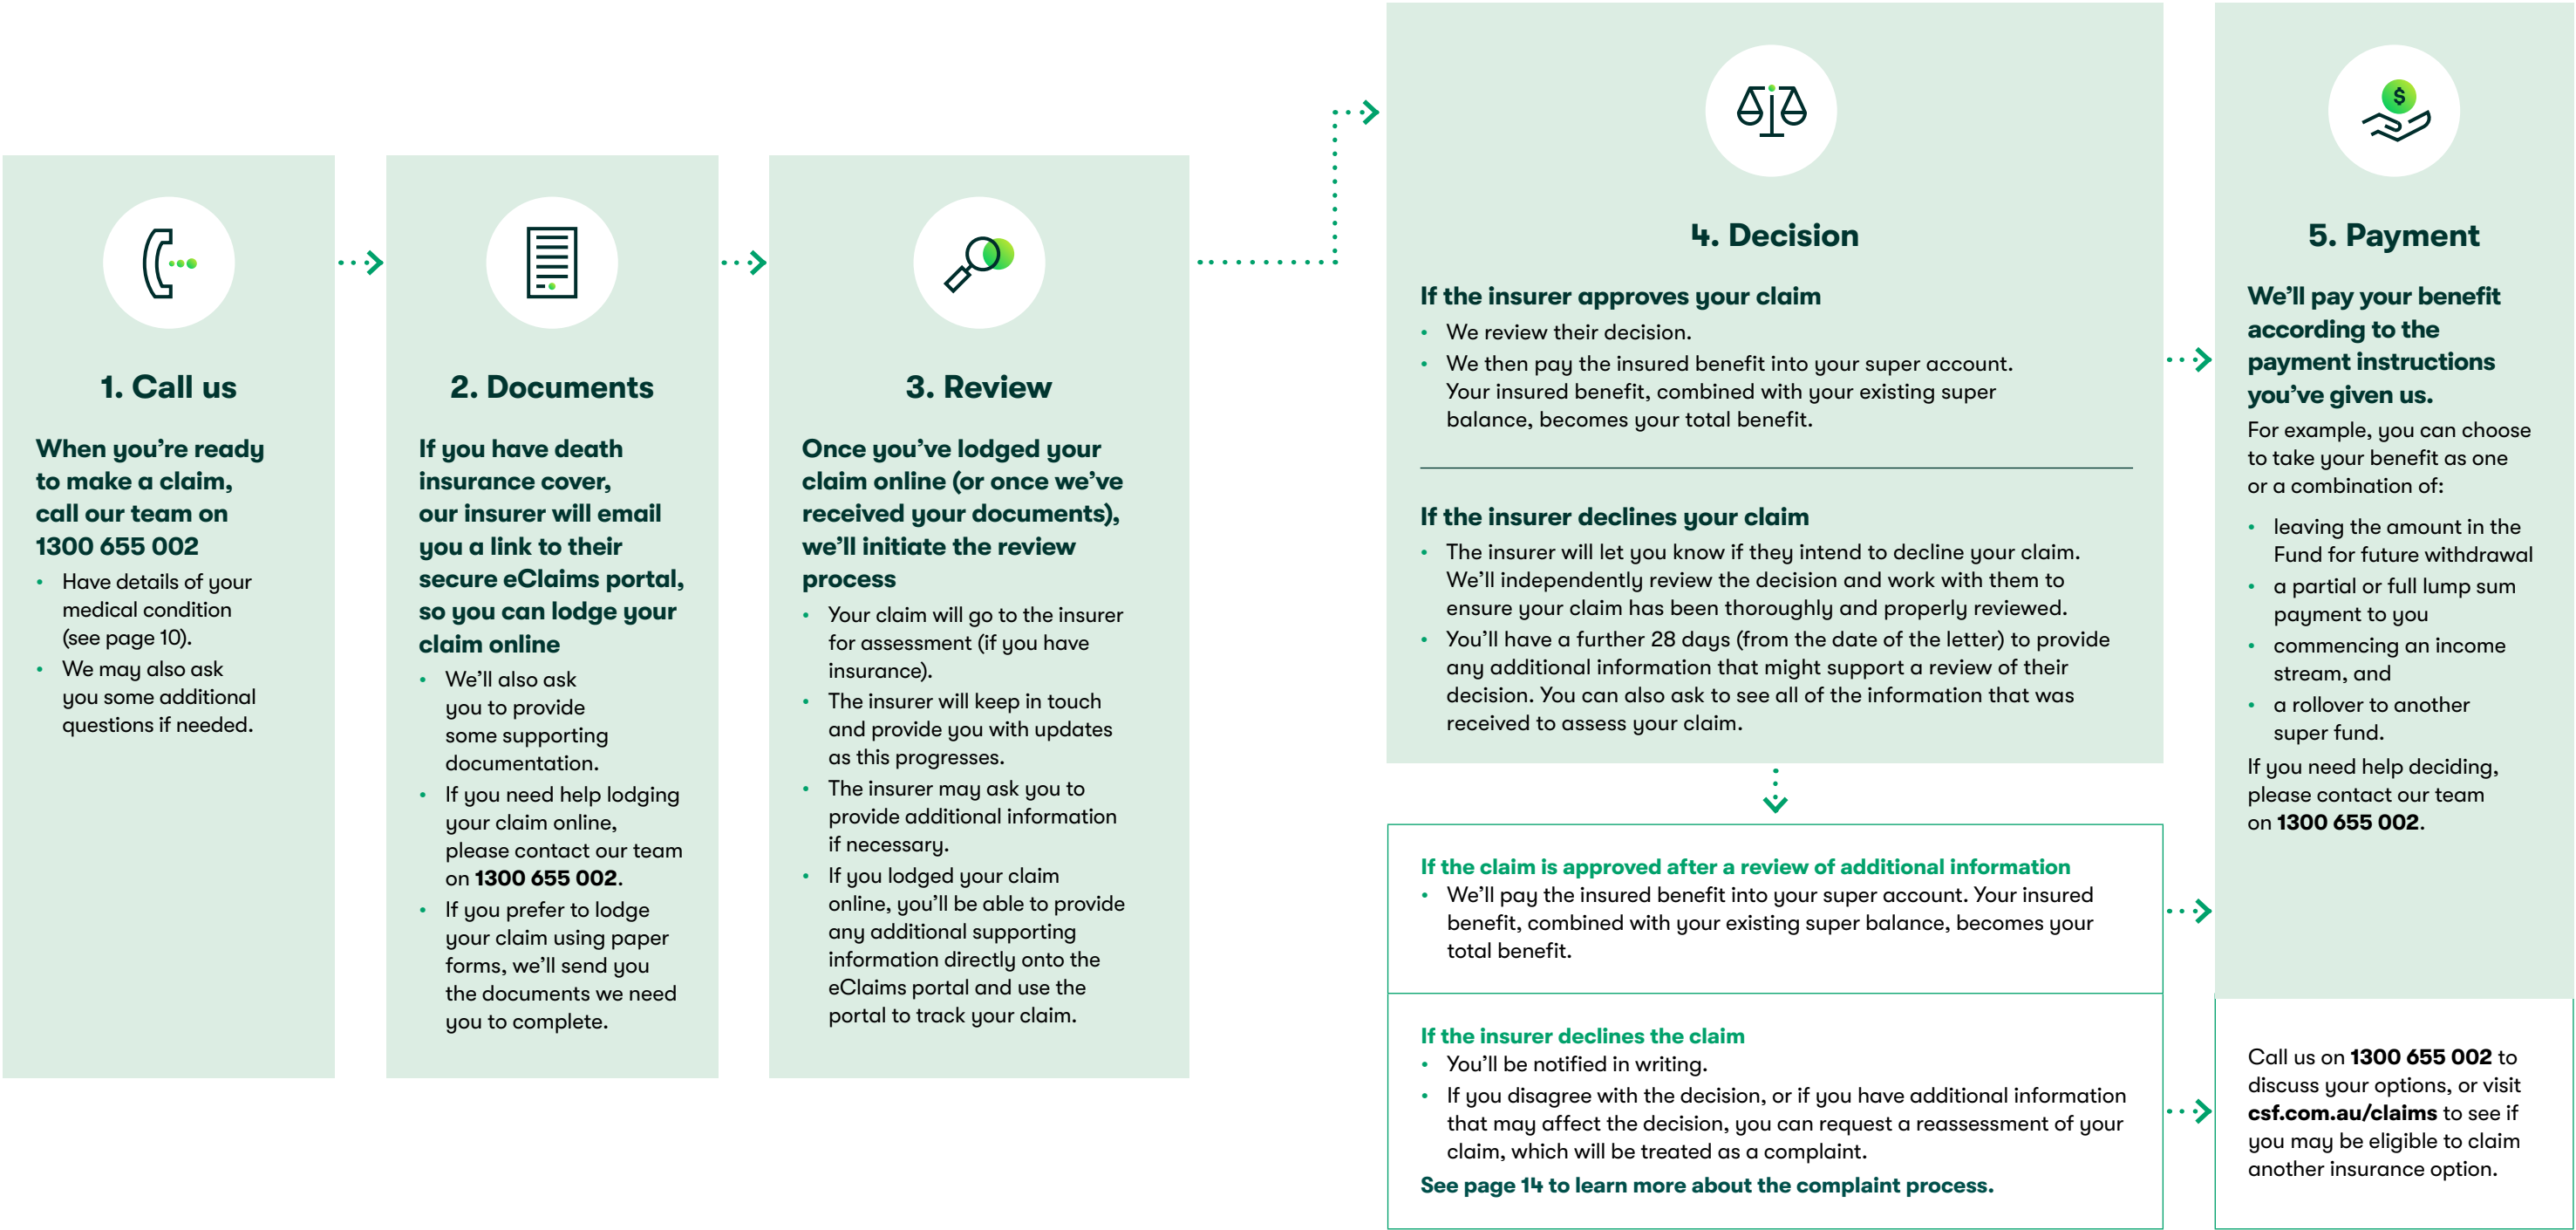 1. Call us
When you're ready
to make a claim,
call our team on
1300 655 002
• Have details of your
medical condition
(see page 10).
• We may also ask
you some additional
questions if needed.
2. Documents
If you have death
insurance cover,
our insurer will email
you a link to their
secure eClaims portal,
so you can lodge your
claim online
• We'll also ask
you to provide
some supporting
documentation.
• If you need help lodging
your claim online,
please contact our team
on 1300 655 002.
• If you prefer to lodge
your claim using paper
forms, we'll send you
the documents we need
you to complete.
3. Review
Once you've lodged your
claim online (or once we've
received your documents),
we'll initiate the review
process
• Your claim will go to the insurer
for assessment (if you have
insurance).
• The insurer will keep in touch
and provide you with updates
as this progresses.
• The insurer may ask you to
provide additional information
if necessary.
• If you lodged your claim
online, you'll be able to provide
any additional supporting
information directly onto the
eClaims portal and use the
portal to track your claim.
4. Decision
If the insurer approves your claim
• We review their decision.
• We then pay the insured benefit into your super account.
Your insured benefit, combined with your existing super
balance, becomes your total benefit.
If the insurer declines your claim
• The insurer will let you know if they intend to decline your claim.
We'll independently review the decision and work with them to
ensure your claim has been thoroughly and properly reviewed.
• You'll have a further 28 days (from the date of the letter) to provide
any additional information that might support a review of their
decision. You can also ask to see all of the information that was
received to assess your claim.
If the claim is approved after a review of additional information
• We'll pay the insured benefit into your super account. Your insured
benefit, combined with your existing super balance, becomes your
total benefit.
If the insurer declines the claim
• You'll be notified in writing.
• If you disagree with the decision, or if you have additional information
that may affect the decision, you can request a reassessment of your
claim, which will be treated as a complaint.
See page 14 to learn more about the complaint process.
$
5. Payment
We'll pay your benefit
according to the
payment instructions
you've given us.
For example, you can choose
to take your benefit as one
or a combination of:
• leaving the amount in the
Fund for future withdrawal
• a partial or full lump sum
payment to you
• commencing an income
stream, and
• a rollover to another
super fund.
If you need help deciding,
please contact our team
on 1300 655 002.
Call us on 1300 655 002 to
discuss your options, or visit
csf.com.au/claims to see if
you may be eligible to claim
another insurance option.